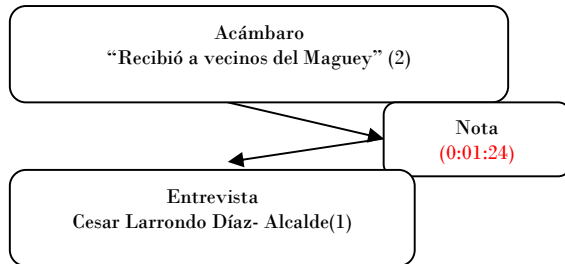 Acámbaro
“Recibió a vecinos del Maguey” (2)
Nota
(0:01:24)
Entrevista
Cesar Larrondo Díaz- Alcalde(1)